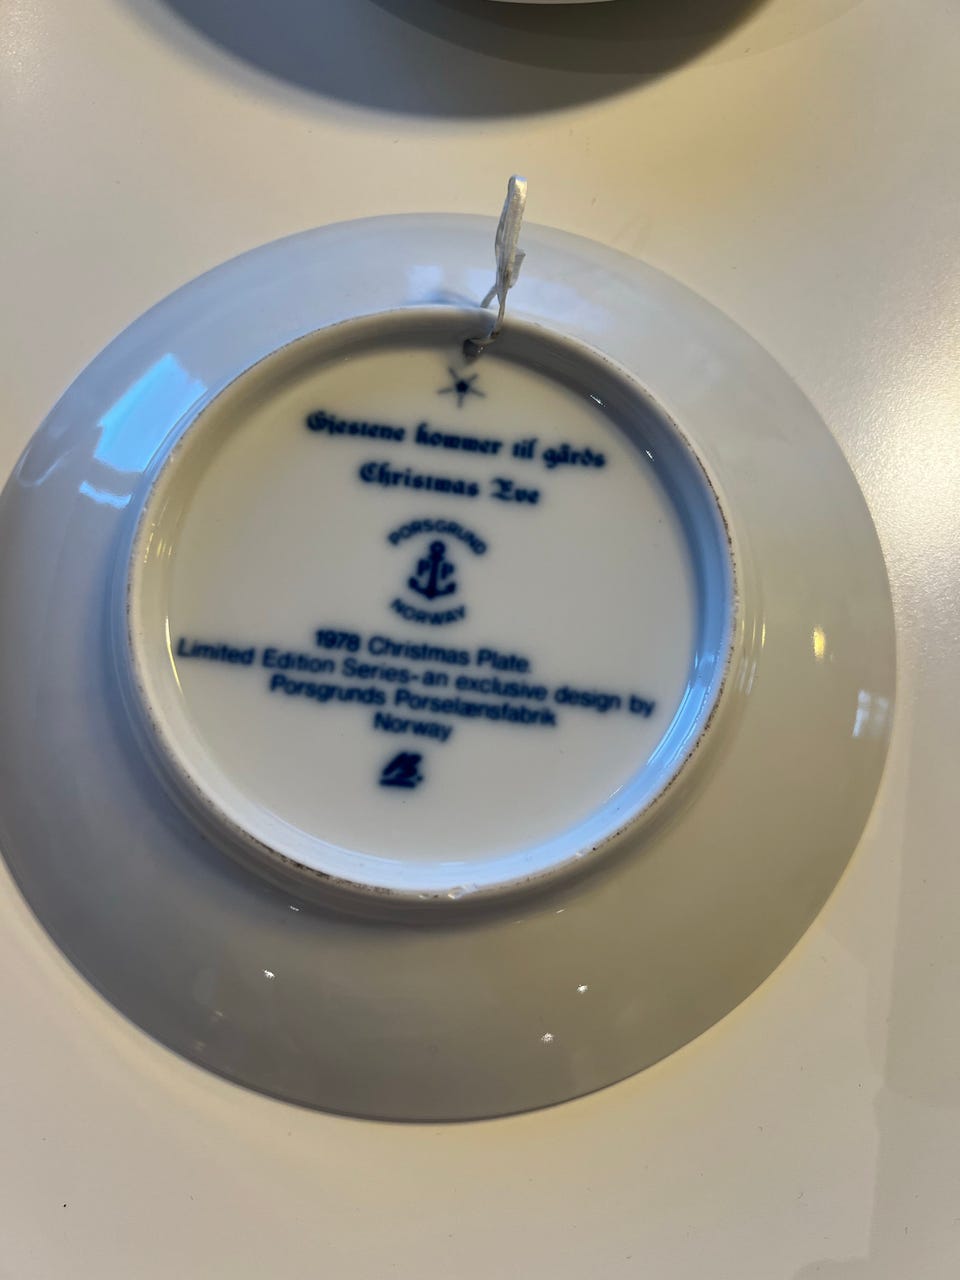 Gjestene kommer til gårds
Christmas Eve
PORSGRUND
PP
NORWAY
1978 Christmas Plate.
Limited Edition Series-an exclusive design by
Porsgrunds Porselænsfabrik
Norway